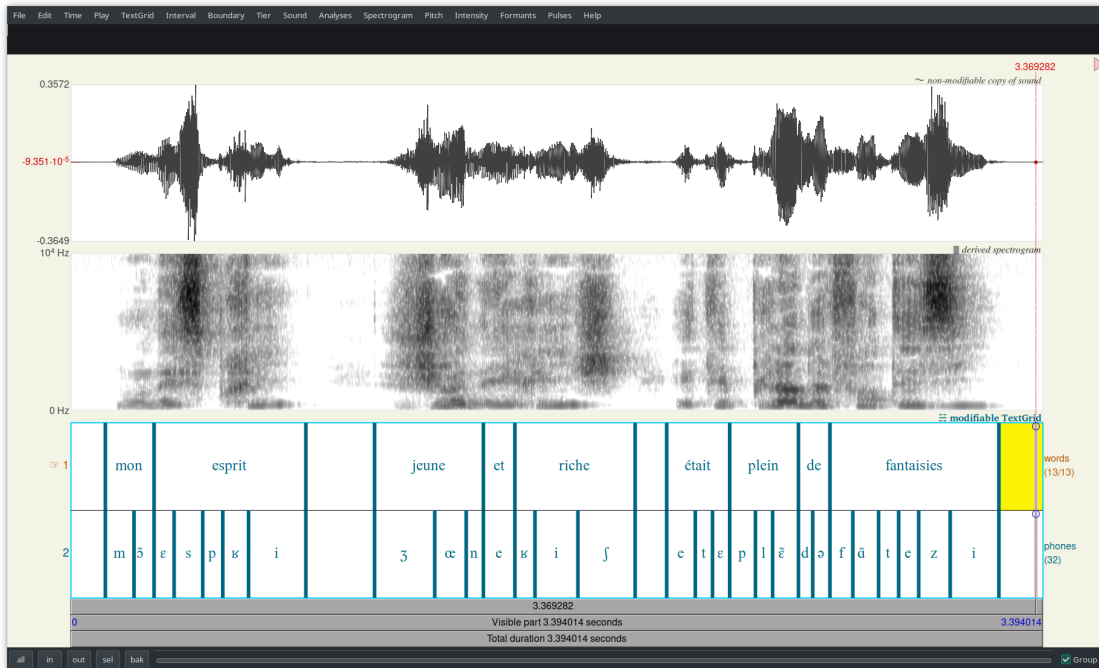 File Edit Time Play TextGrid Interval Boundary Tier Sound Analyses Spectrogram Pitch Intensity Formants Pulses Help
3.369282
0.3572
～ non-modifiable copy of sound
-9.351·10⁻⁵
-0.3649
10⁴ Hz
derived spectrogram
0 Hz
modifiable TextGrid
☞ 1 mon esprit jeune et riche était plein de fantaisies words
(13/13)
2 m ɔ̃ ɛ s p ʁ i ʒ œ n e ʁ i ʃ e t ɛ p l ɛ̃ d ə f ɑ̃ t e z i phones
(32)
3.369282
0 Visible part 3.394014 seconds 3.394014
Total duration 3.394014 seconds
all in out sel bak Group